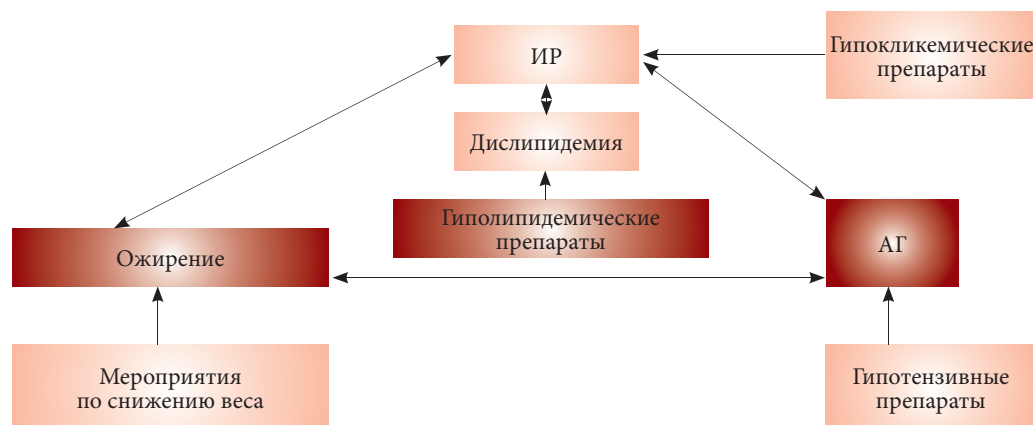 ИР
Гипокликемические
препараты
Дислипидемия
Гиполипидемические
препараты
Ожирение
АГ
Мероприятия
по снижению веса
Гипотензивные
препараты